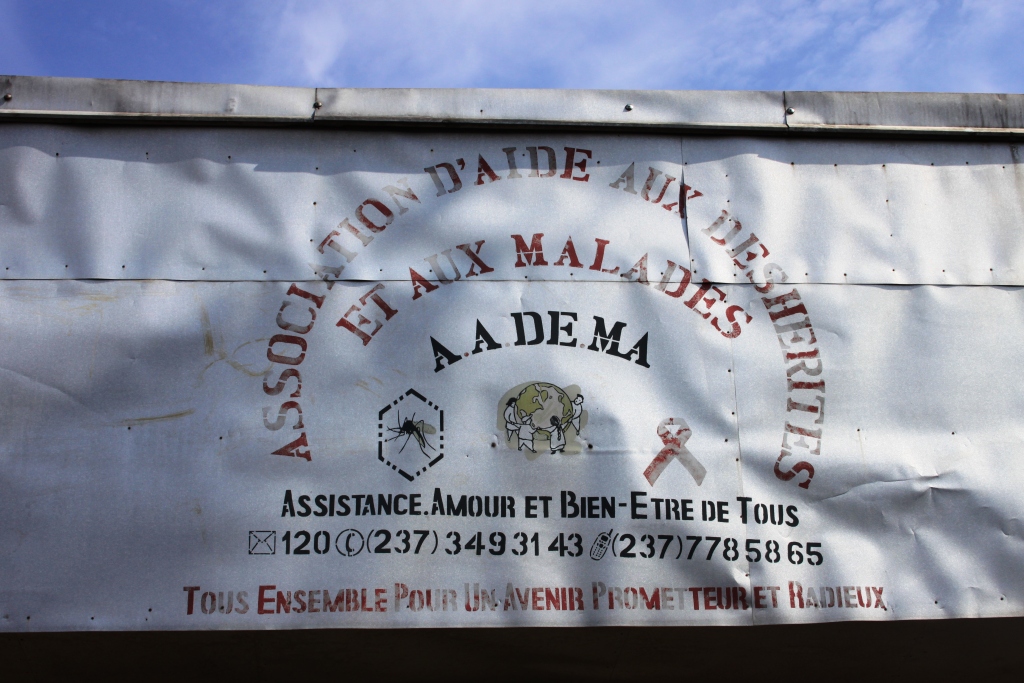 ASSOCIATION D'AIDE AUX DESHERITES
ET AUX MALADES
A.A.DE.MA
ASSISTANCE.AMOUR ET BIEN-ETRE DE TOUS
120 (237) 349 31 43 (237) 778 58 65
TOUS ENSEMBLE POUR UN AVENIR PROMETTEUR ET RADIEUX